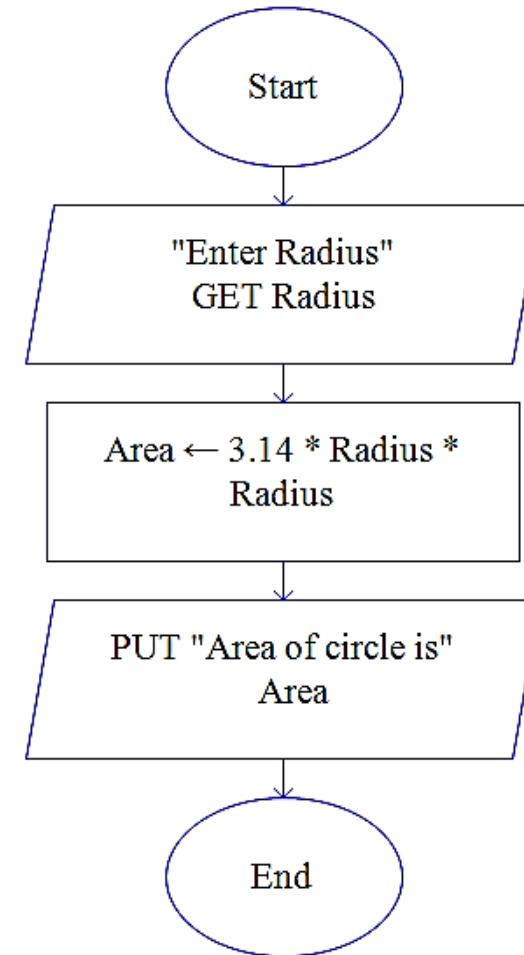 Start
"Enter Radius"
GET Radius
Area ← 3.14 * Radius *
Radius
PUT "Area of circle is"
Area
End